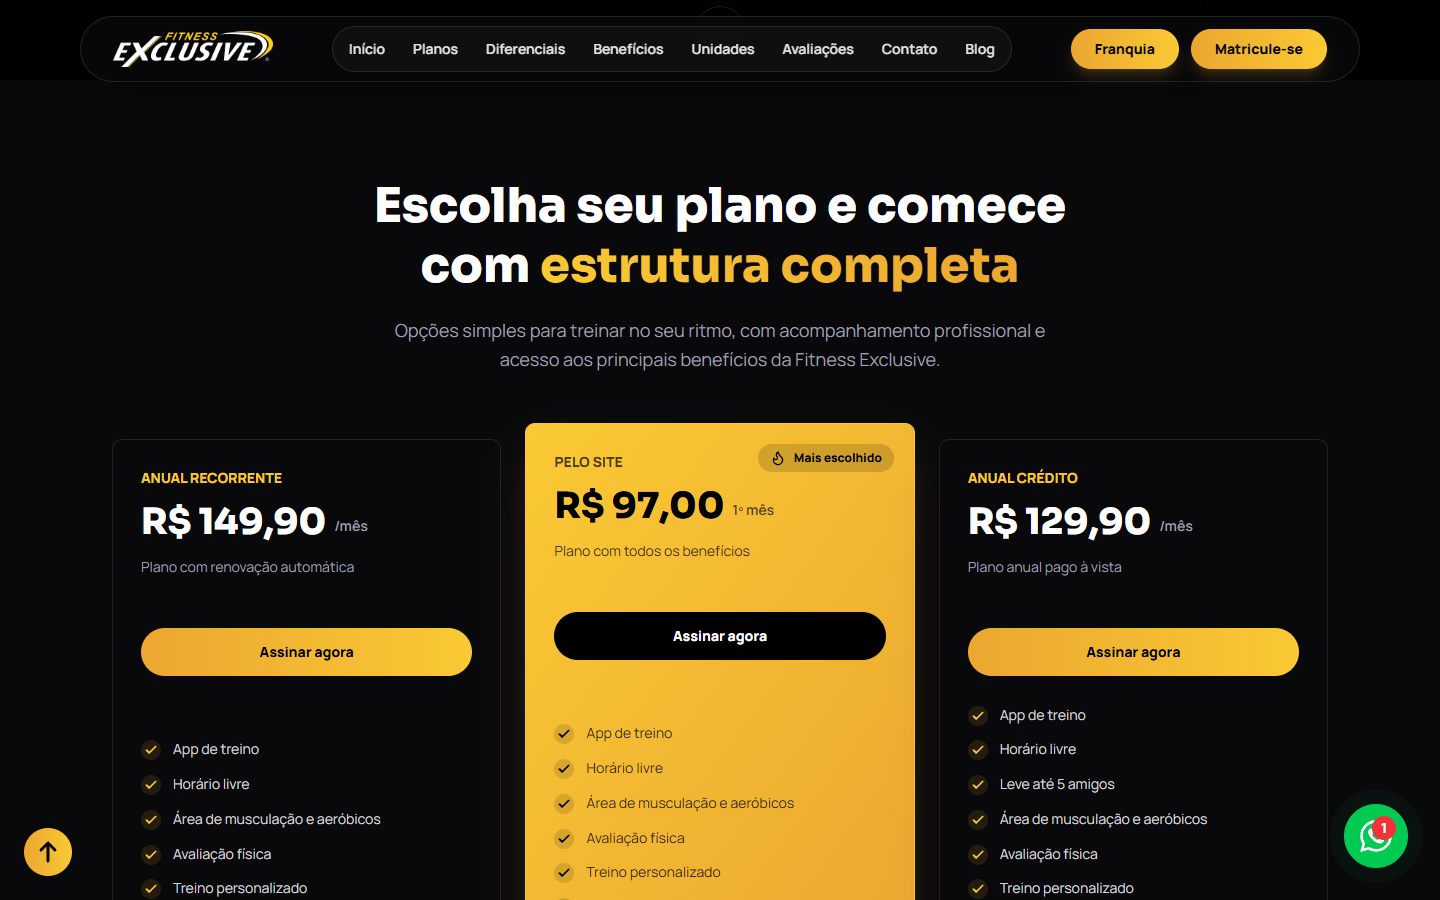 FITNESS
EXCLUSIVE
Início
Planos
Diferenciais
Benefícios
Unidades
Avaliações
Contato
Blog
Franquia
Matricule-se
Escolha seu plano e comece
com estrutura completa
Opções simples para treinar no seu ritmo, com acompanhamento profissional e
acesso aos principais benefícios da Fitness Exclusive.
ANUAL RECORRENTE
R$ 149,90 /mês
Plano com renovação automática
Assinar agora
App de treino
Horário livre
Área de musculação e aeróbicos
Avaliação física
Treino personalizado
PELO SITE
Mais escolhido
R$ 97,00 1º mês
Plano com todos os benefícios
Assinar agora
App de treino
Horário livre
Área de musculação e aeróbicos
Avaliação física
Treino personalizado
ANUAL CRÉDITO
R$ 129,90 /mês
Plano anual pago à vista
Assinar agora
App de treino
Horário livre
Leve até 5 amigos
Área de musculação e aeróbicos
Avaliação física
Treino personalizado
1